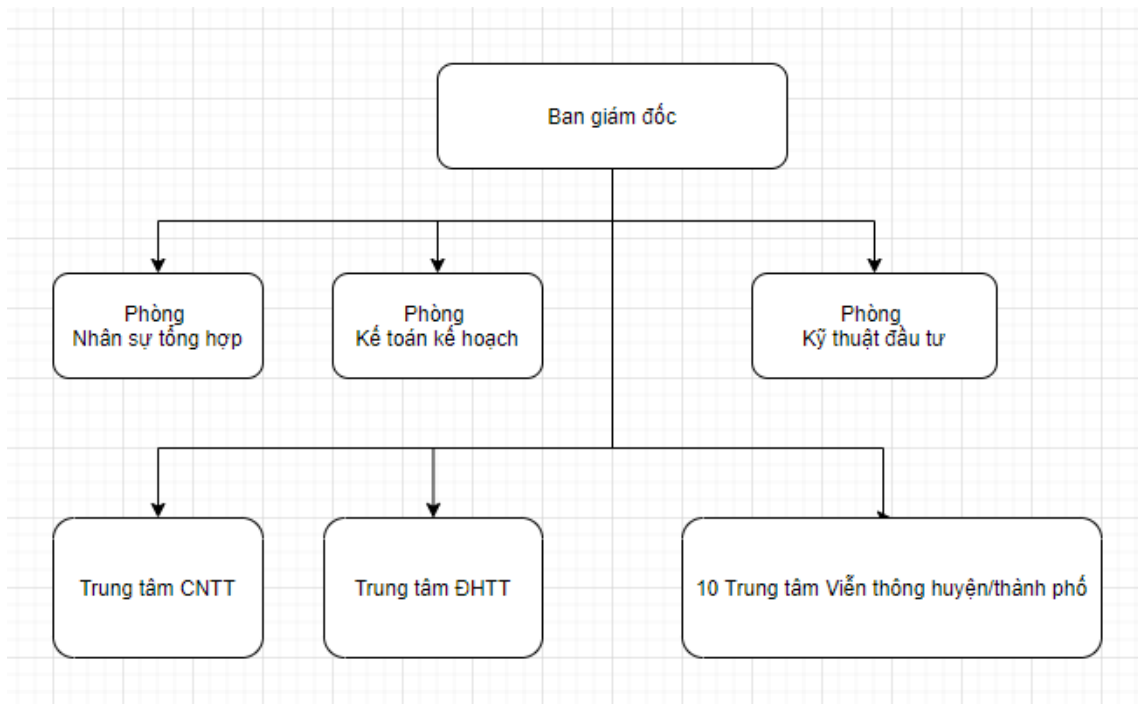 Ban giám đốc
Phòng
Nhân sự tổng hợp
Phòng
Kế toán kế hoạch
Phòng
Kỹ thuật đầu tư
Trung tâm CNTT
Trung tâm ĐHTT
10 Trung tâm Viễn thông huyện/thành phố